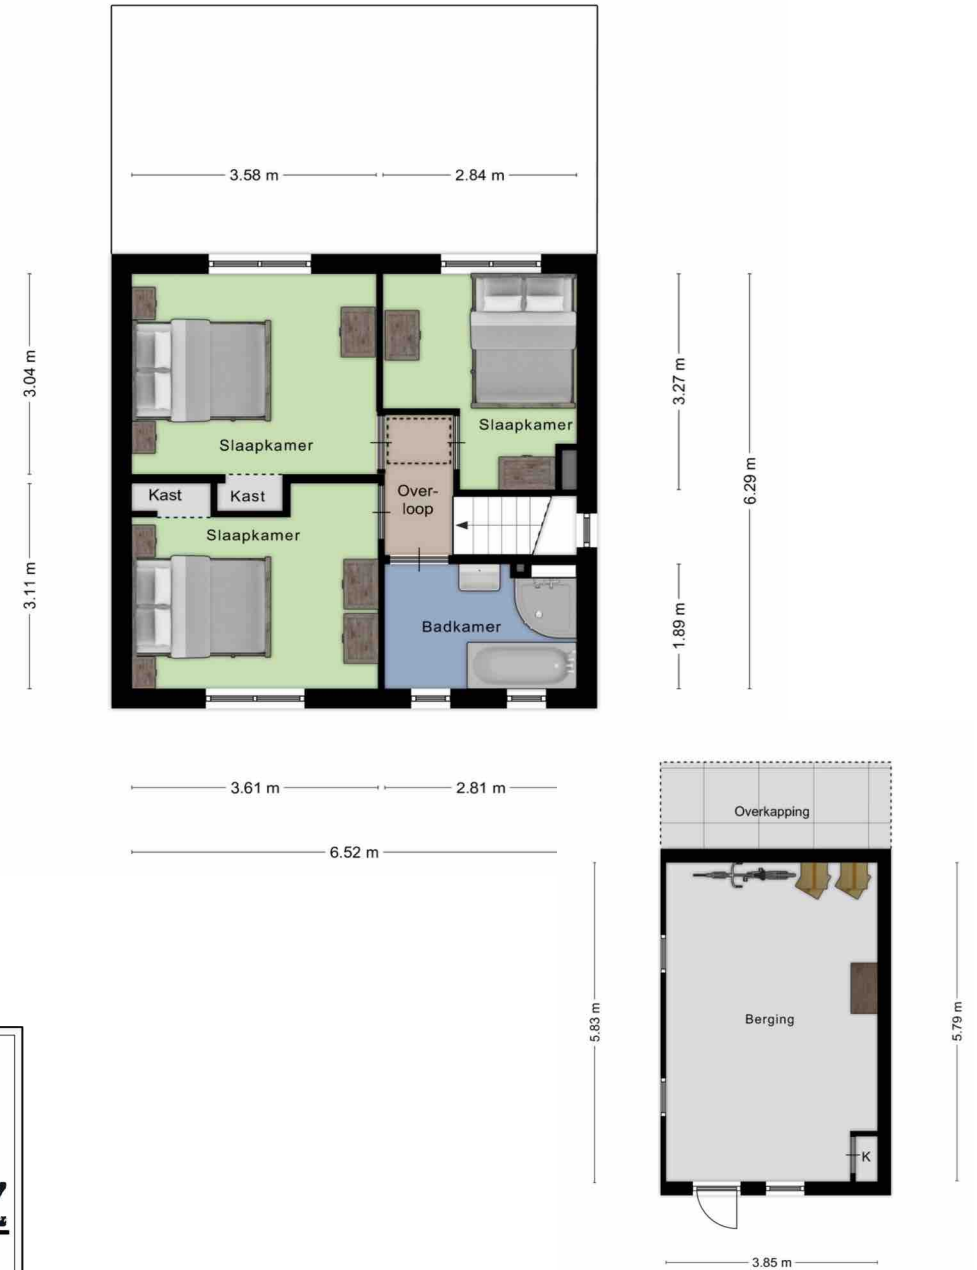 3.58 m
2.84 m
3.04 m
3.27 m
6.29 m
Slaapkamer
Slaapkamer
Kast
Kast
Over-
loop
Slaapkamer
3.11 m
1.89 m
Badkamer
3.61 m
2.81 m
6.52 m
Overkapping
5.83 m
5.79 m
Berging
K
3.85 m